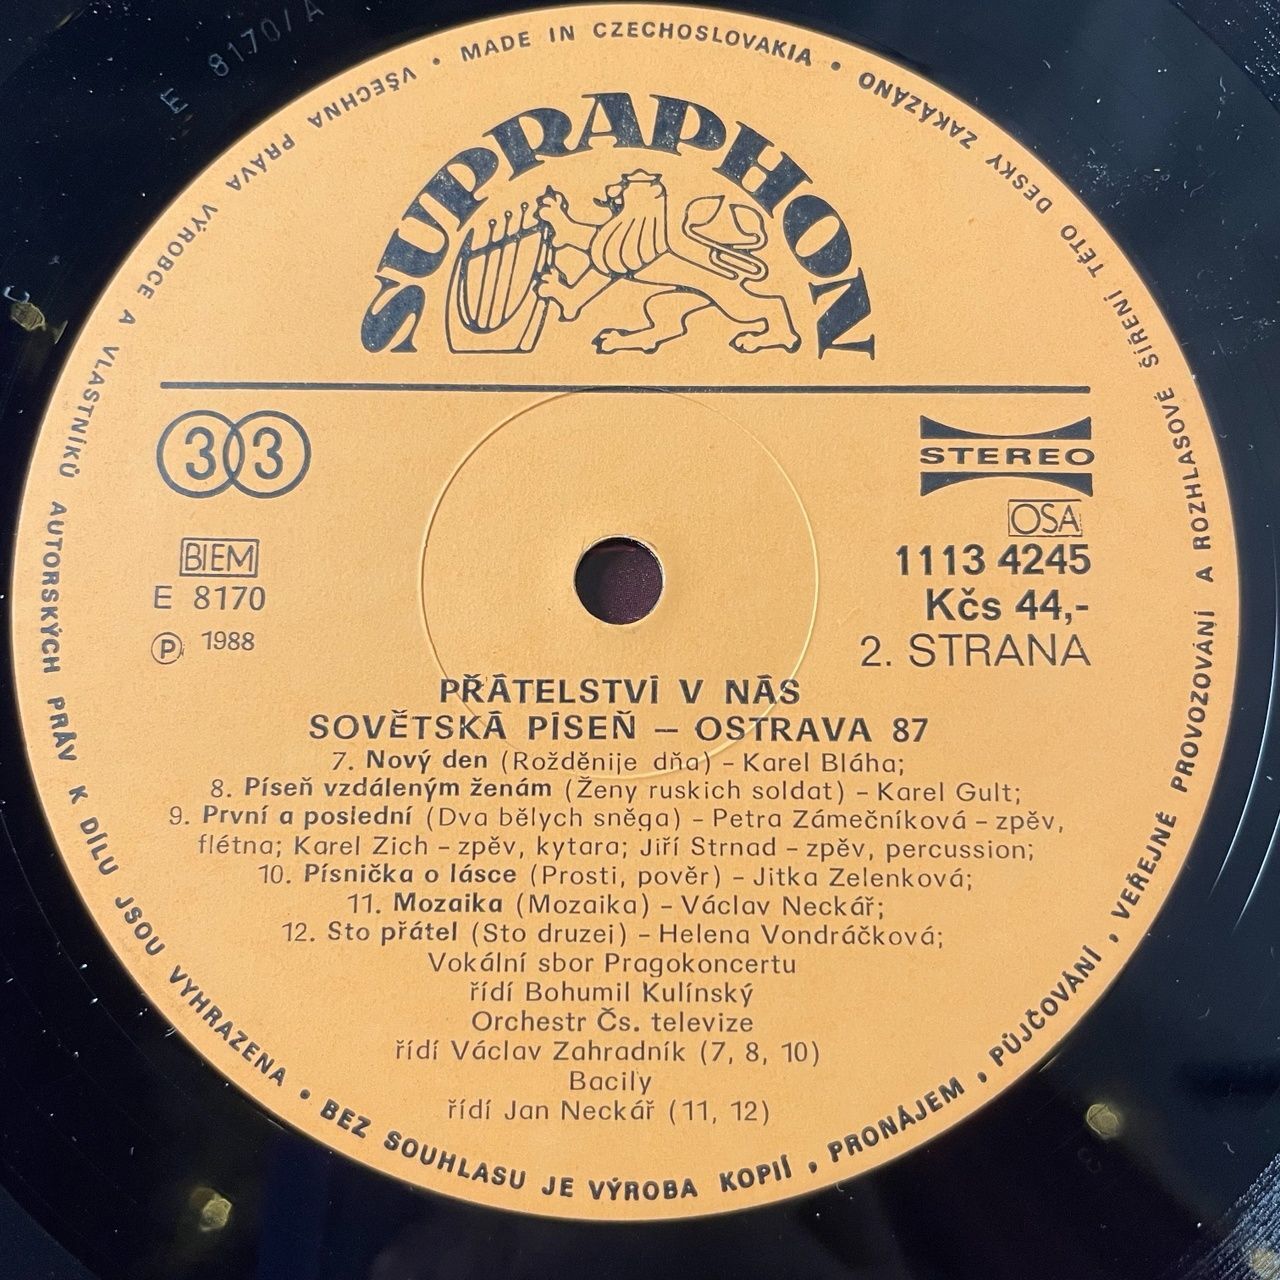 E 8170/A
VŠECHNA PRÁVA VÝROBCE A VLASTNÍKŮ AUTORSKÝCH PRÁV K DÍLU JSOU VYHRAZENA • BEZ SOUHLASU JE VÝROBA KOPIÍ, PRONÁJEM, PŮJČOVÁNÍ, VEŘEJNÉ PROVOZOVÁNÍ A ROZHLASOVÉ ŠÍŘENÍ TÉTO DESKY ZAKÁZÁNO • MADE IN CZECHOSLOVAKIA •
SUPRAPHON
33
STEREO
OSA
BIEM
1113 4245
E 8170
Kčs 44,-
Ⓟ 1988
2. STRANA
PŘÁTELSTVÍ V NÁS
SOVĚTSKÁ PÍSEŇ – OSTRAVA 87
7. Nový den (Rožděnije dňa) – Karel Bláha;
8. Píseň vzdáleným ženám (Ženy ruskich soldat) – Karel Gult;
9. První a poslední (Dva bělych sněga) – Petra Zámečníková – zpěv,
flétna; Karel Zich – zpěv, kytara; Jiří Strnad – zpěv, percussion;
10. Písnička o lásce (Prosti, pověr) – Jitka Zelenková;
11. Mozaika (Mozaika) – Václav Neckář;
12. Sto přátel (Sto druzej) – Helena Vondráčková;
Vokální sbor Pragokoncertu
řídí Bohumil Kulínský
Orchestr Čs. televize
řídí Václav Zahradník (7, 8, 10)
Bacily
řídí Jan Neckář (11, 12)